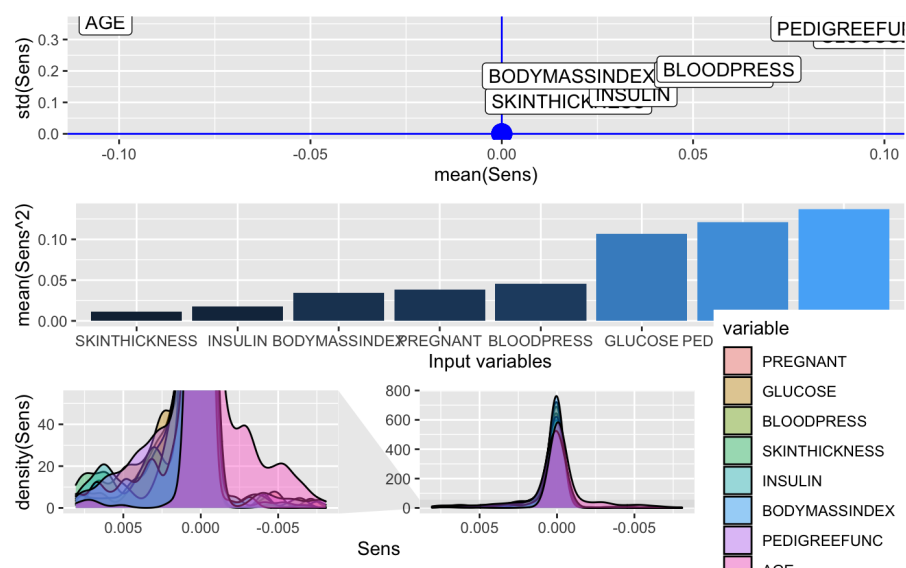 AGE
PEDIGREEFU
BODYMASSINDEX
BLOODPRESS
INSULIN
SKINTHICKNESS
std(Sens)
0.3
0.2
0.1
0.0
-0.10 -0.05 0.00 0.05 0.10
mean(Sens)
mean(Sens^2)
0.10
0.05
0.00
SKINTHICKNESS INSULIN BODYMASSINDEX PREGNANT BLOODPRESS GLUCOSE PED
Input variables
variable
PREGNANT
GLUCOSE
BLOODPRESS
SKINTHICKNESS
INSULIN
BODYMASSINDEX
PEDIGREEFUNC
AGE
density(Sens)
40
20
0
0.005 0.000 -0.005
800
600
400
200
0
0.005 0.000 -0.005
Sens